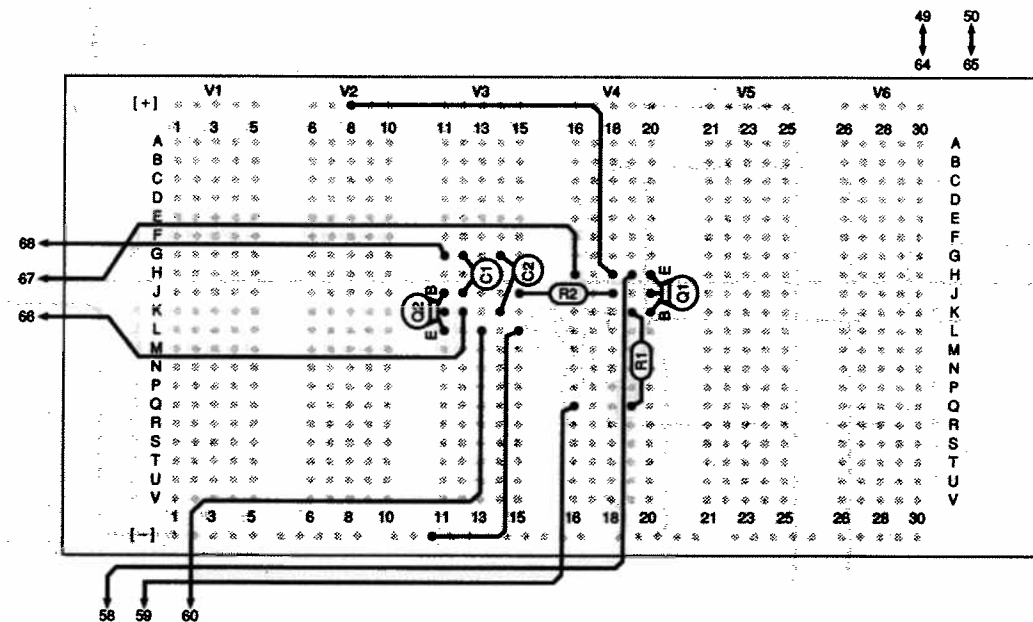 49 50
64 65
V1 V2 V3 V4 V5 V6
[+]
1 3 5 6 8 10 11 13 15 16 18 20 21 23 25 26 28 30
A A
B B
C C
D D
E E
F F
68 G G
67 H C1 C2 E H
J B R2 Q1 J
66 K Q2 B K
L E L
M R1 M
N N
P P
Q Q
R R
S S
T T
U U
V V
1 3 5 6 8 10 11 13 15 16 18 20 21 23 25 26 28 30
[–]
58 59 60